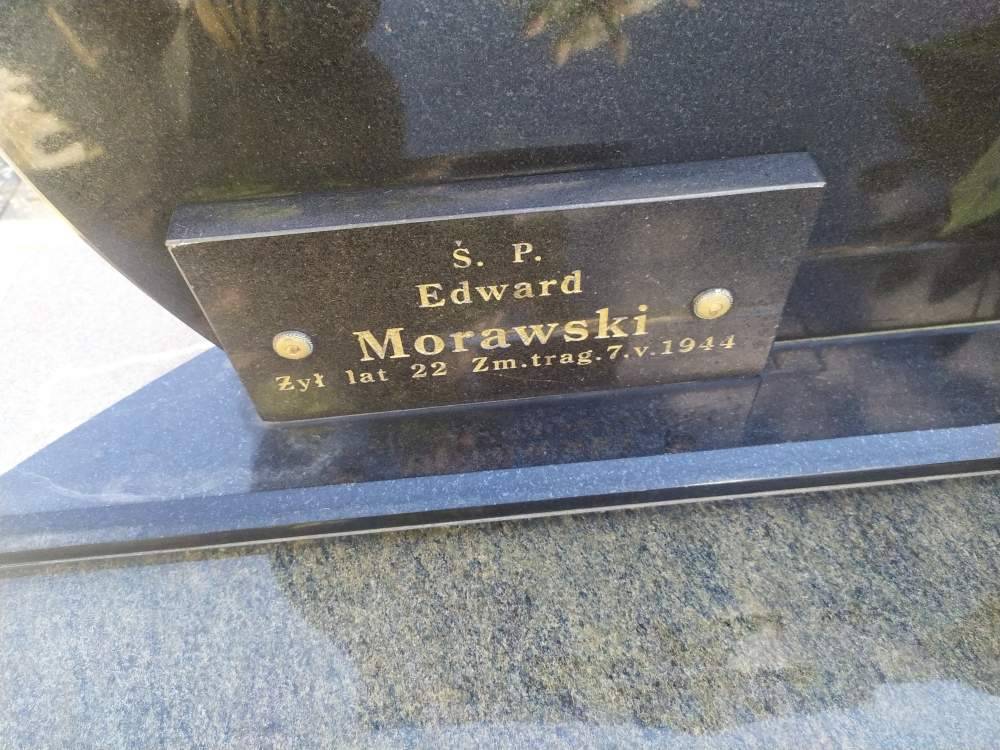 Ś. P.
Edward
Morawski
Żył lat 22 Zm.trag.7.v.1944